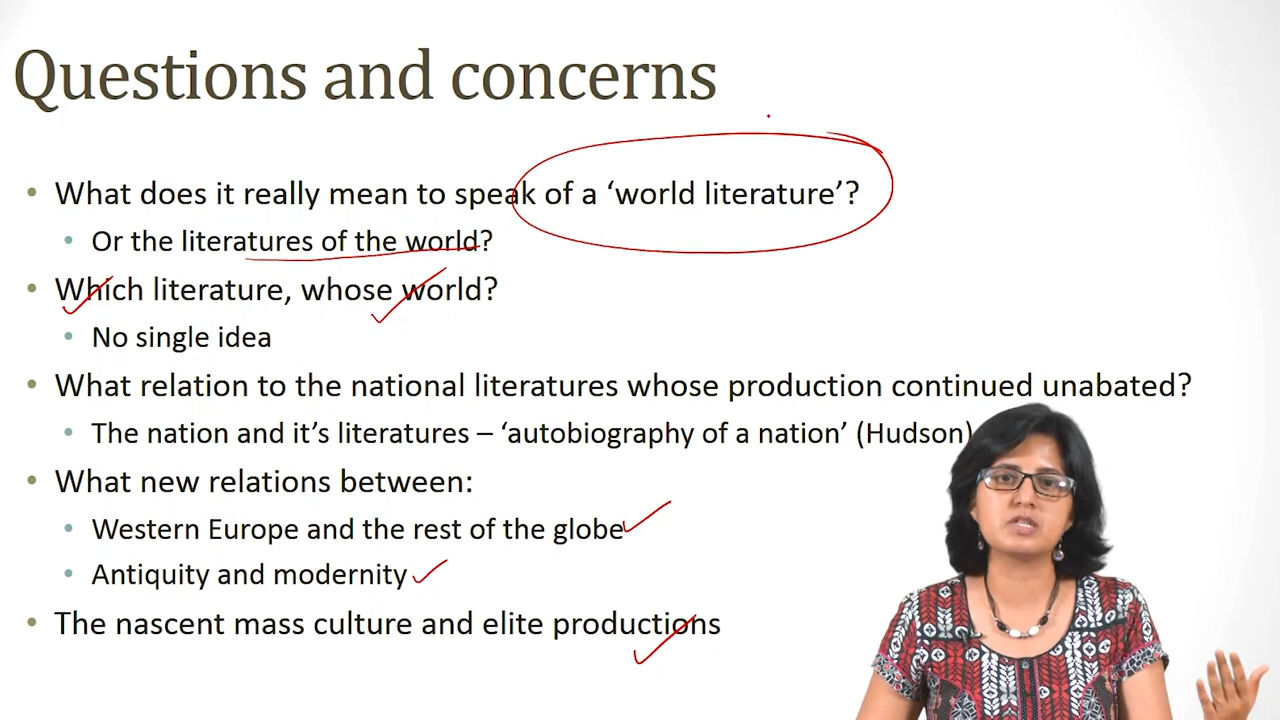 Questions and concerns
• What does it really mean to speak of a ‘world literature’?
• Or the literatures of the world?
• Which literature, whose world?
• No single idea
• What relation to the national literatures whose production continued unabated?
• The nation and it’s literatures – ‘autobiography of a nation’ (Hudson)
• What new relations between:
• Western Europe and the rest of the globe
• Antiquity and modernity
• The nascent mass culture and elite productions